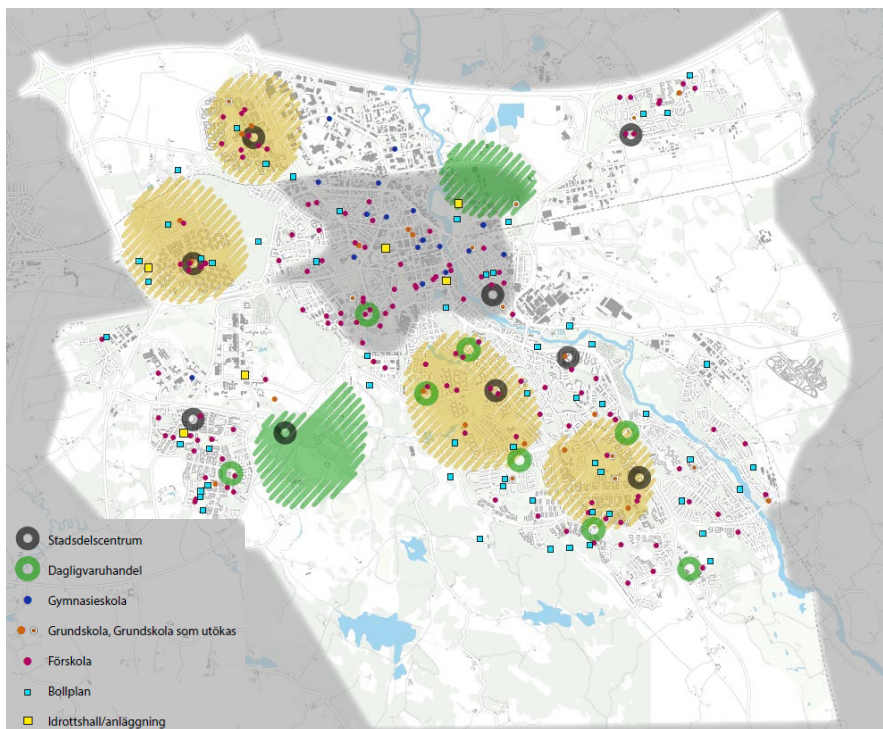 Stadsdelscentrum
Dagligvaruhandel
Gymnasieskola
Grundskola, Grundskola som utökas
Förskola
Bollplan
Idrottshall/anläggning